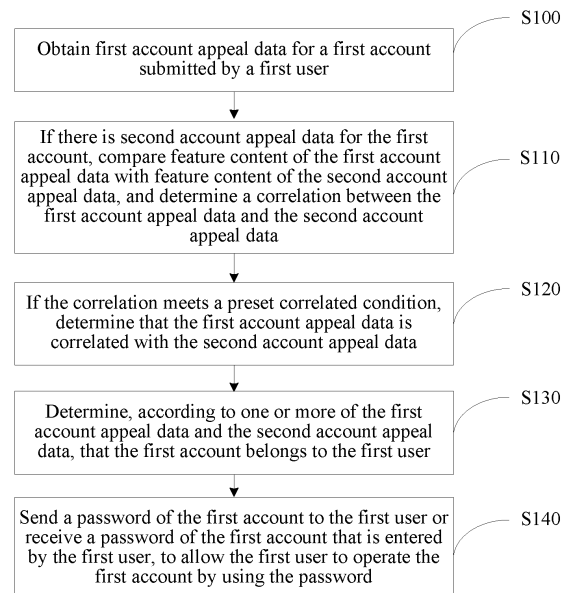 S100
Obtain first account appeal data for a first account
submitted by a first user
S110
If there is second account appeal data for the first
account, compare feature content of the first account
appeal data with feature content of the second account
appeal data, and determine a correlation between the
first account appeal data and the second account
appeal data
S120
If the correlation meets a preset correlated condition,
determine that the first account appeal data is
correlated with the second account appeal data
S130
Determine, according to one or more of the first
account appeal data and the second account appeal
data, that the first account belongs to the first user
S140
Send a password of the first account to the first user or
receive a password of the first account that is entered
by the first user, to allow the first user to operate the
first account by using the password